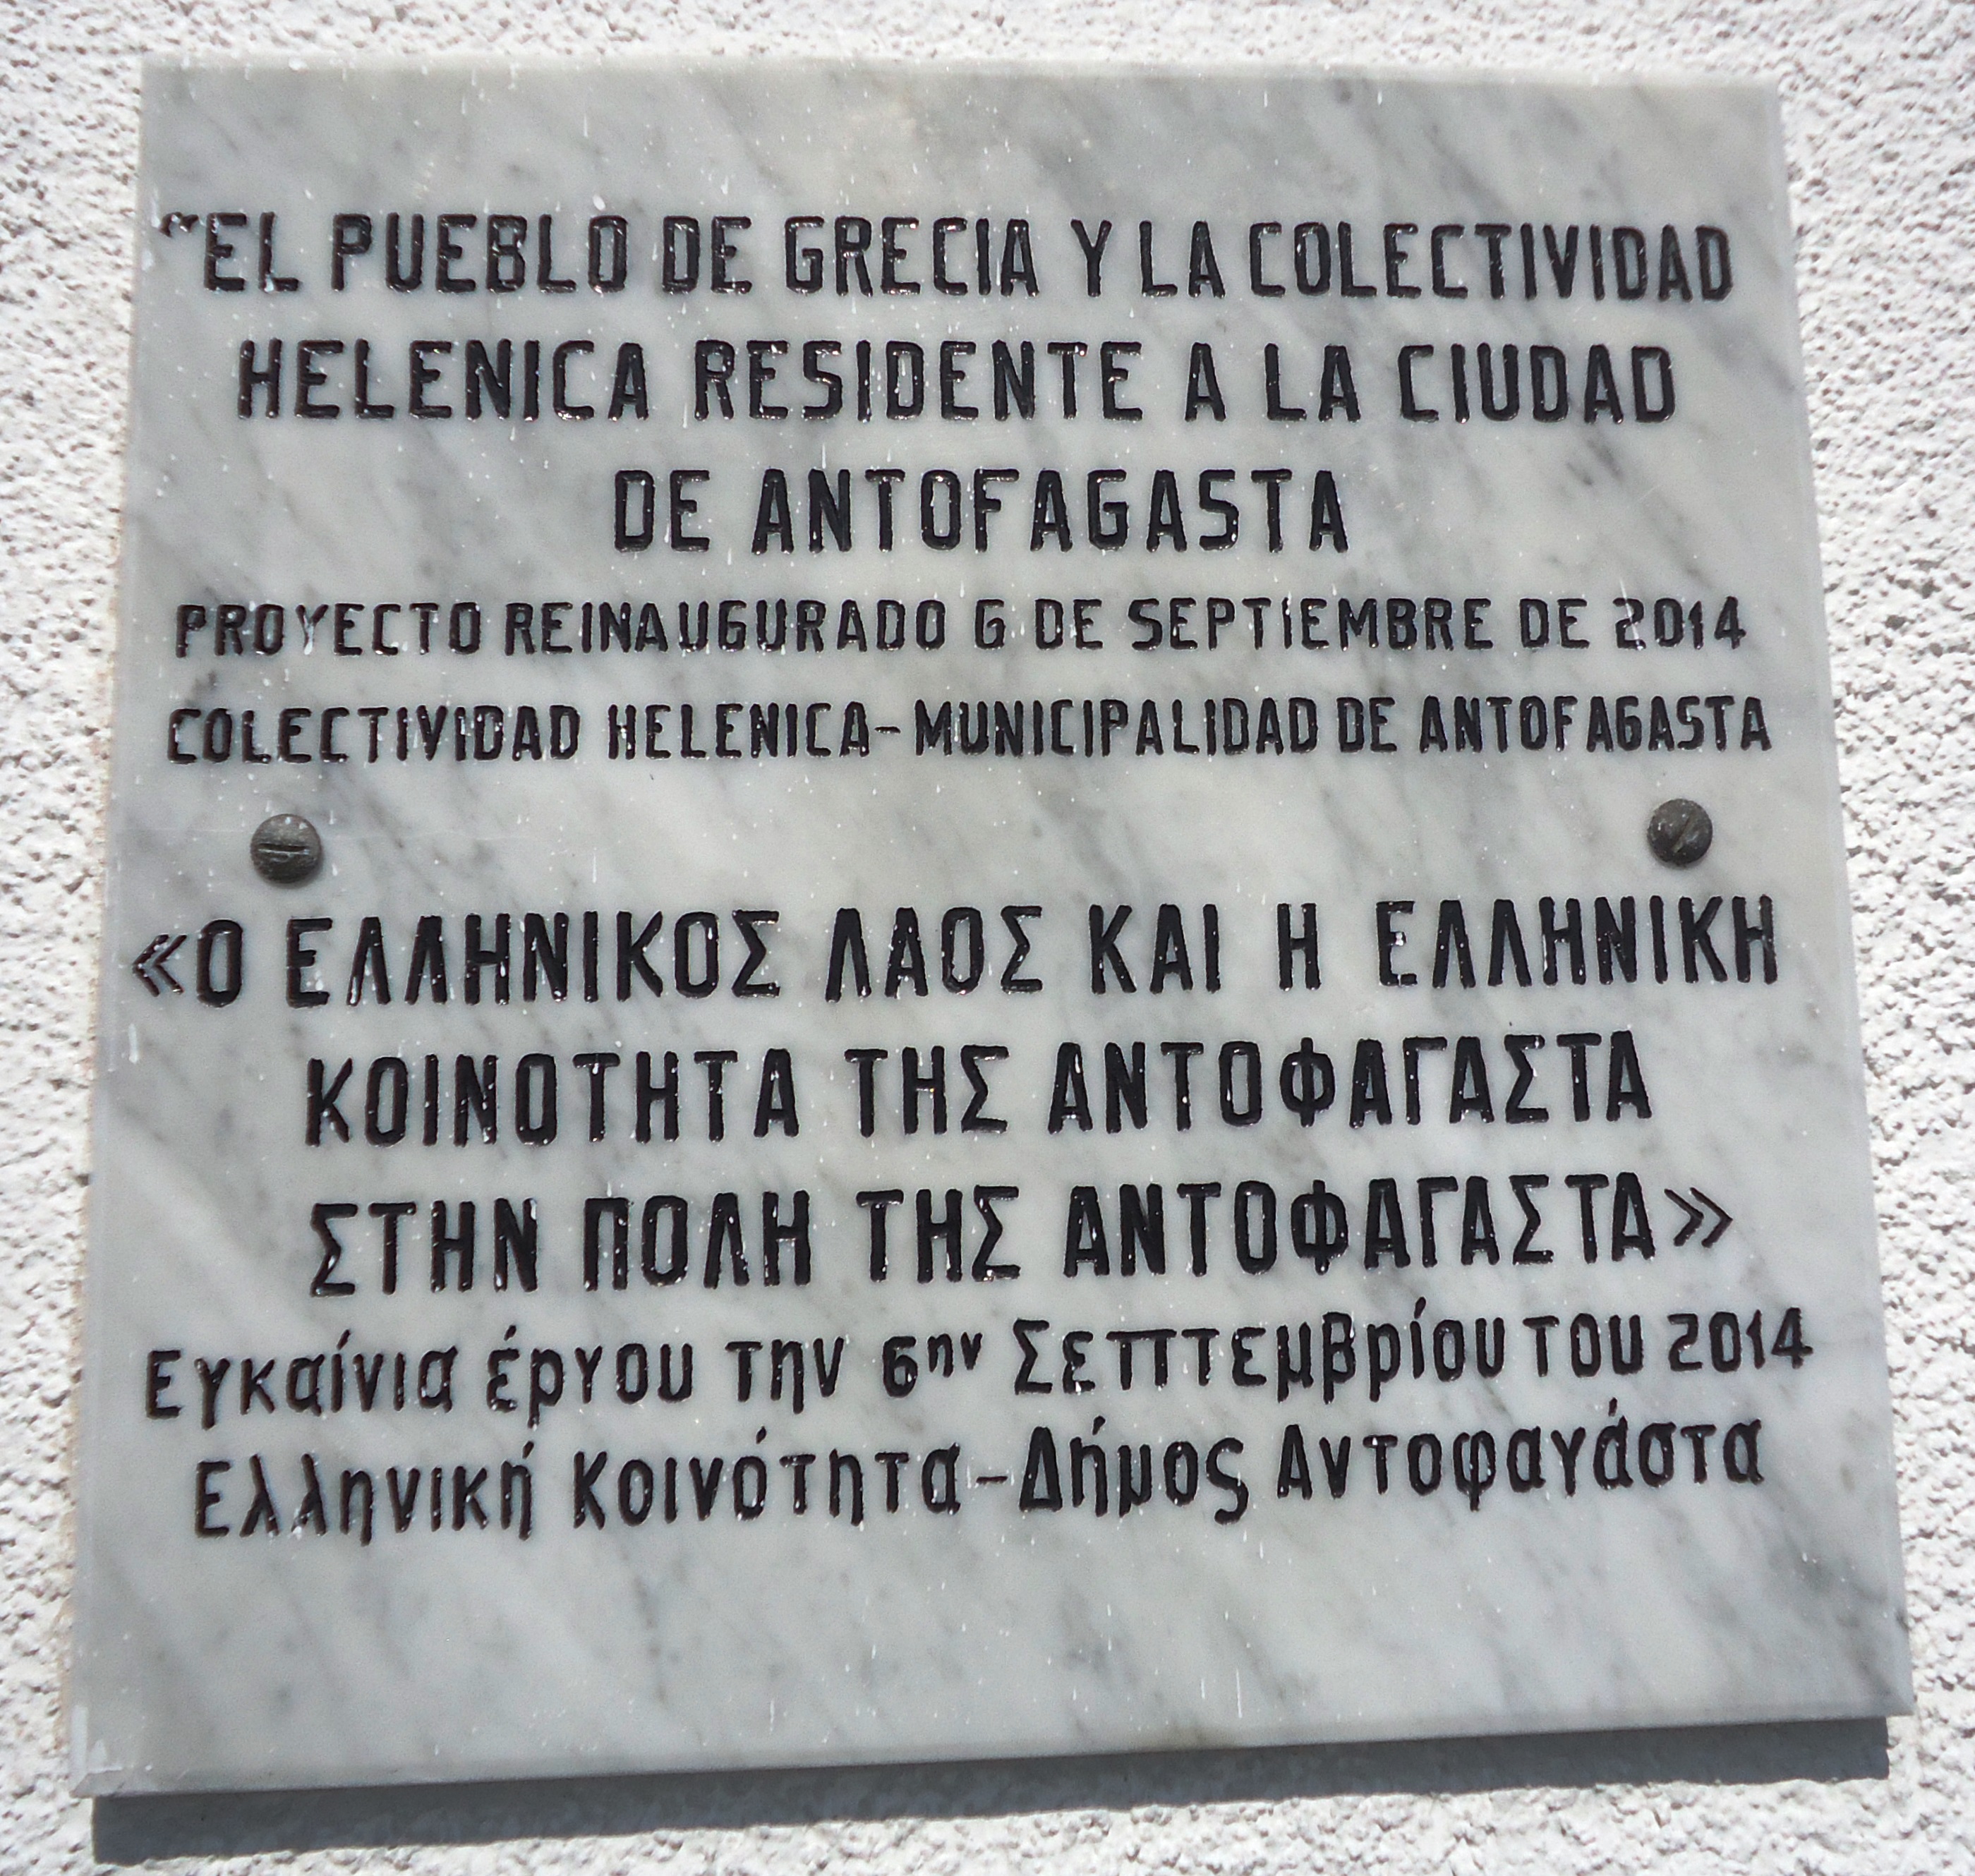 "EL PUEBLO DE GRECIA Y LA COLECTIVIDAD
HELENICA RESIDENTE A LA CIUDAD
DE ANTOFAGASTA
PROYECTO REINAUGURADO 6 DE SEPTIEMBRE DE 2014
COLECTIVIDAD HELENICA-MUNICIPALIDAD DE ANTOFAGASTA
«Ο ΕΛΛΗΝΙΚΟΣ ΛΑΟΣ ΚΑΙ Η ΕΛΛΗΝΙΚΗ
ΚΟΙΝΟΤΗΤΑ ΤΗΣ ΑΝΤΟΦΑΓΑΣΤΑ
ΣΤΗΝ ΠΟΛΗ ΤΗΣ ΑΝΤΟΦΑΓΑΣΤΑ»
Εγκαίνια έργου την 6ην Σεπτεμβρίου του 2014
Ελληνική Κοινότητα-Δήμος Αντοφαγάστα